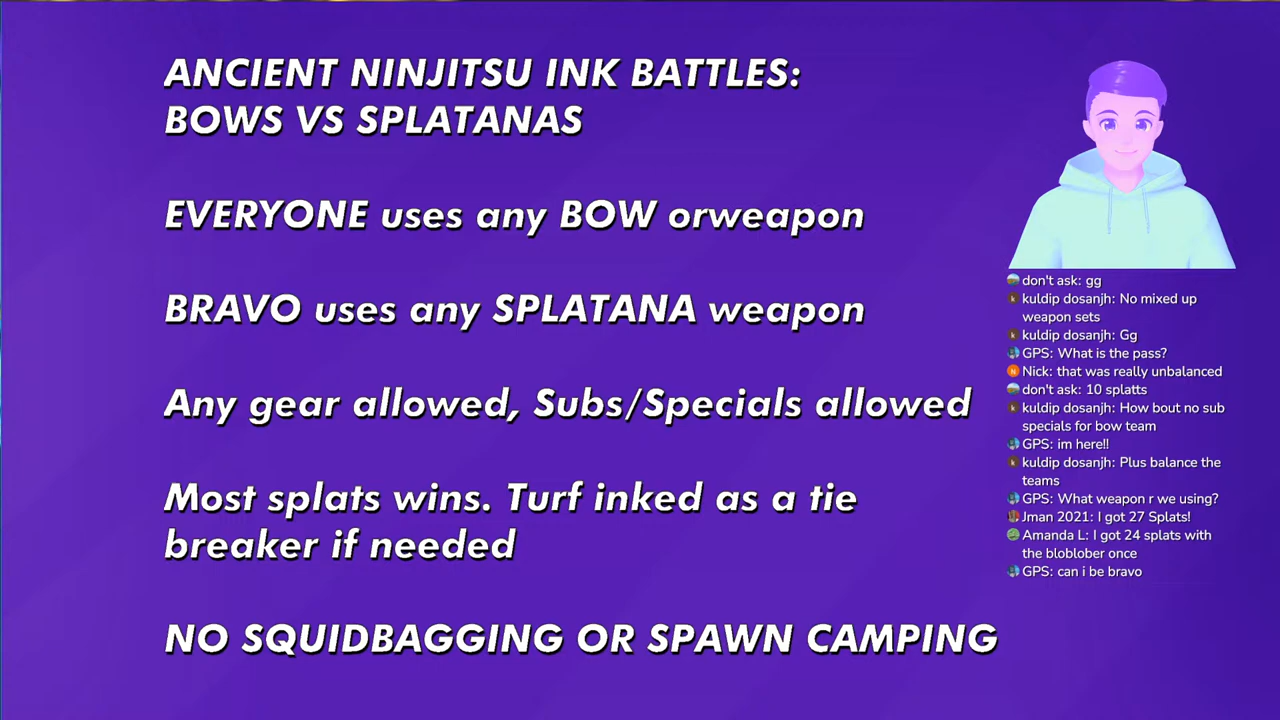 ANCIENT NINJITSU INK BATTLES:
BOWS VS SPLATANAS
EVERYONE uses any BOW orweapon
BRAVO uses any SPLATANA weapon
Any gear allowed, Subs/Specials allowed
Most splats wins. Turf inked as a tie
breaker if needed
NO SQUIDBAGGING OR SPAWN CAMPING
don't ask: gg
kuldip dosanjh: No mixed up
weapon sets
kuldip dosanjh: Gg
GPS: What is the pass?
N Nick: that was really unbalanced
don't ask: 10 splatts
kuldip dosanjh: How bout no sub
specials for bow team
GPS: im here!!
kuldip dosanjh: Plus balance the
teams
GPS: What weapon r we using?
Jman 2021: I got 27 Splats!
Amanda L: I got 24 splats with
the bloblober once
GPS: can i be bravo